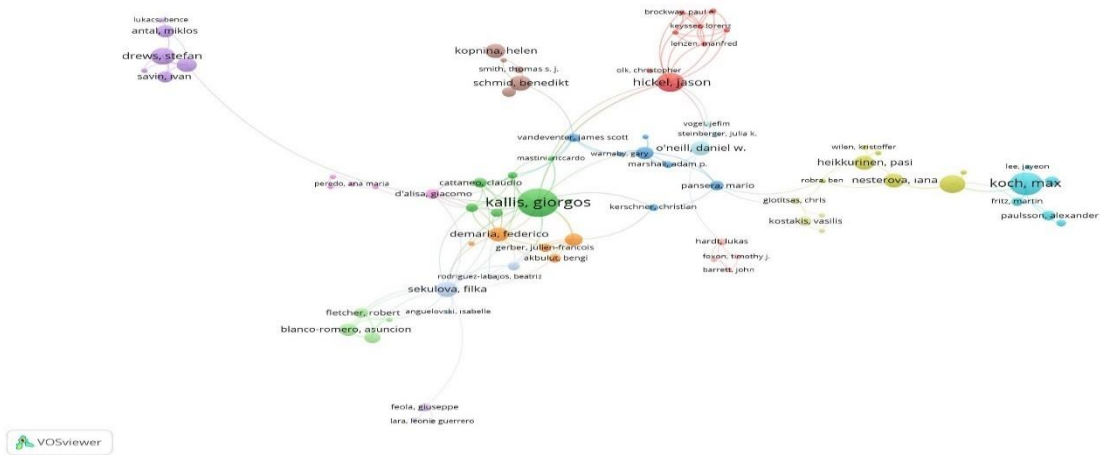 lukacs, bence
antal, miklos
drews, stefan
savin, ivan
brockway, paul e.
keysser, lorenz
lenzen, manfred
olk, christopher
hickel, jason
kopnina, helen
smith, thomas s. j.
schmid, benedikt
vogel, jefim
steinberger, julia k.
vandeventer, james scott
o'neill, daniel w.
warnaby, gary
mastini, riccardo
marshall, adam p.
wilen, kristoffer
heikkurinen, pasi
lee, jayeon
robra, ben
nesterova, iana
koch, max
cattaneo, claudio
peredo, ana maria
d'alisa, giacomo
pansera, mario
kallis, giorgos
kerschner, christian
giotitsas, chris
fritz, martin
kostakis, vasilis
paulsson, alexander
demaria, federico
gerber, julien-francois
akbulut, bengi
hardt, lukas
foxon, timothy j.
barrett, john
rodriguez-labajos, beatriz
sekulova, filka
anguelovski, isabelle
fletcher, robert
blanco-romero, asuncion
feola, giuseppe
lara, leonie guerrero
VOSviewer